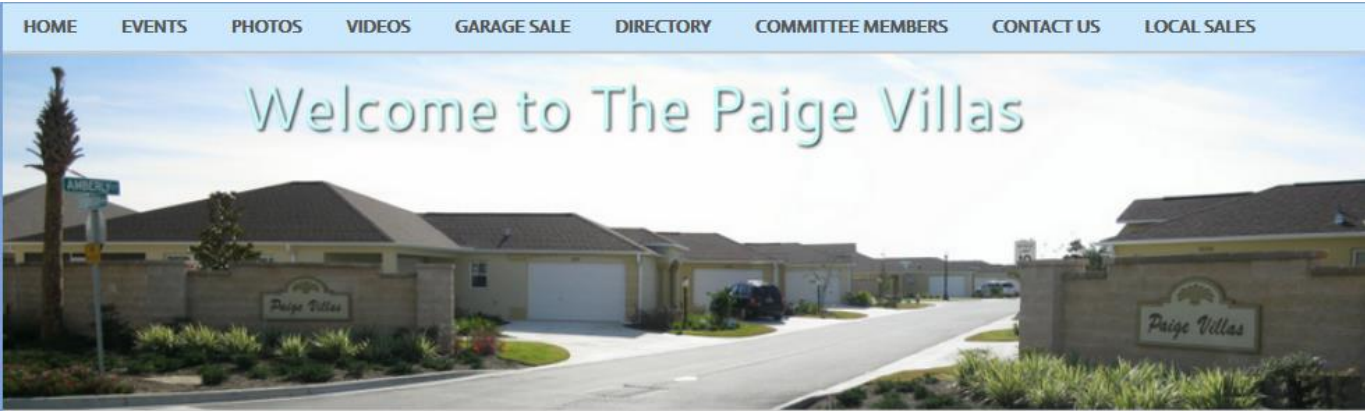 HOME EVENTS PHOTOS VIDEOS GARAGE SALE DIRECTORY COMMITTEE MEMBERS CONTACT US LOCAL SALES
Welcome to The Paige Villas
AMBERLY
Paige Villas
Paige Villas